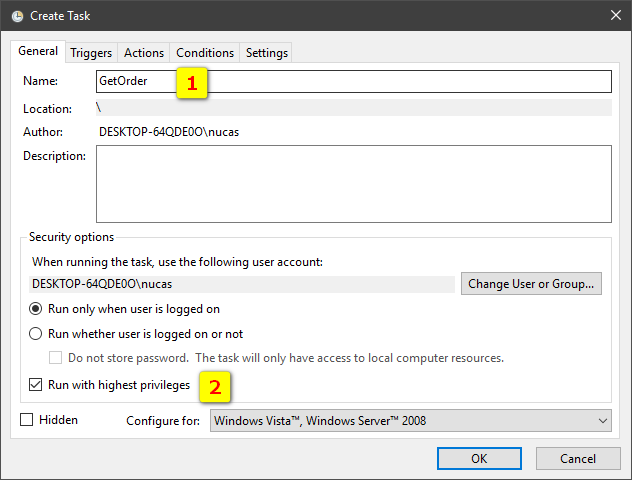 Create Task
General Triggers Actions Conditions Settings
Name: GetOrder 1
Location: \
Author: DESKTOP-64QDE0O\nucas
Description:
Security options
When running the task, use the following user account:
DESKTOP-64QDE0O\nucas Change User or Group...
Run only when user is logged on
Run whether user is logged on or not
Do not store password. The task will only have access to local computer resources.
Run with highest privileges 2
Hidden Configure for: Windows Vista™, Windows Server™ 2008
OK Cancel